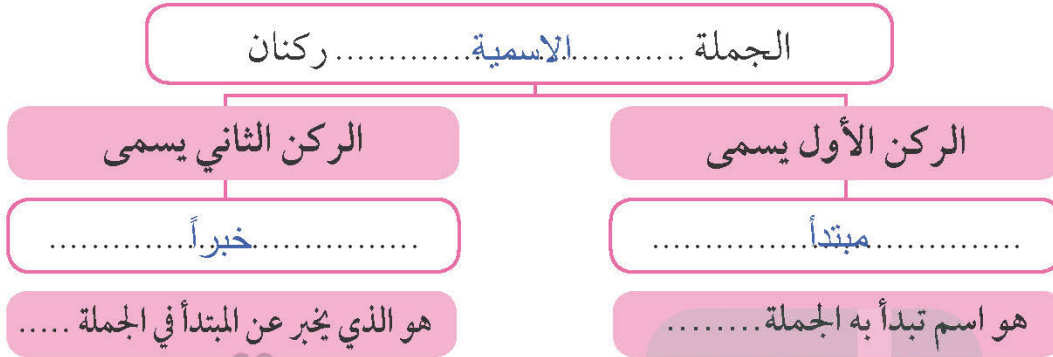 الجملة ..........الاسمية.......... ركنان
الركن الأول يسمى
الركن الثاني يسمى
..........مبتدأ..........
..........خبراً..........
هو اسم تبدأ به الجملة........
هو الذي يخبر عن المبتدأ في الجملة .....